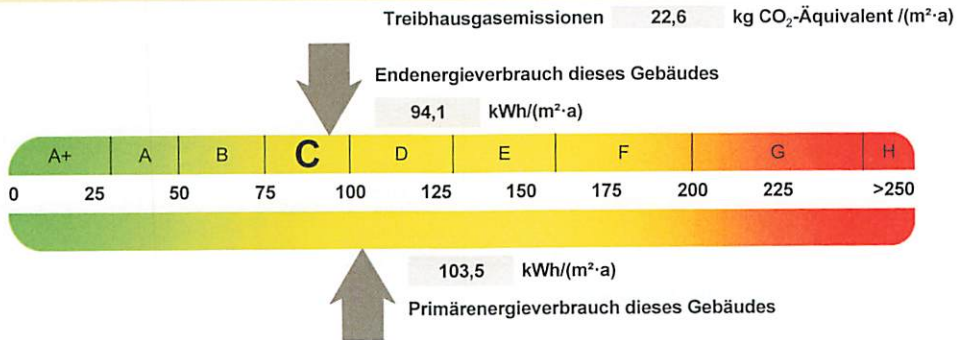 Treibhausgasemissionen 22,6 kg CO₂-Äquivalent /(m²·a)
Endenergieverbrauch dieses Gebäudes
94,1 kWh/(m²·a)
A+ A B C D E F G H
0 25 50 75 100 125 150 175 200 225 >250
103,5 kWh/(m²·a)
Primärenergieverbrauch dieses Gebäudes